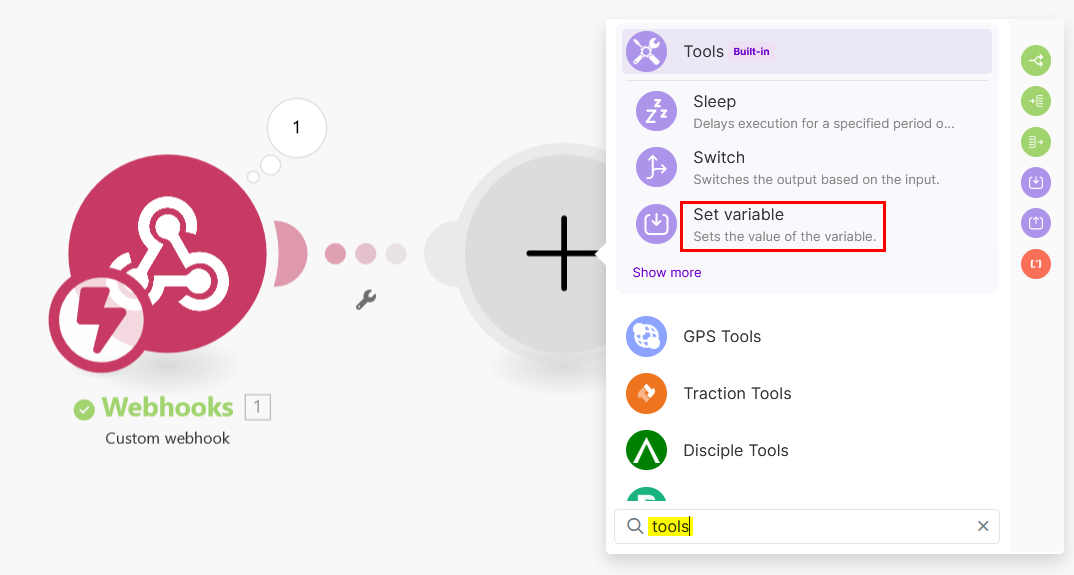 1
Webhooks 1
Custom webhook
Tools Built-in
Sleep
Delays execution for a specified period o...
Switch
Switches the output based on the input.
Set variable
Sets the value of the variable.
Show more
GPS Tools
Traction Tools
Disciple Tools
tools